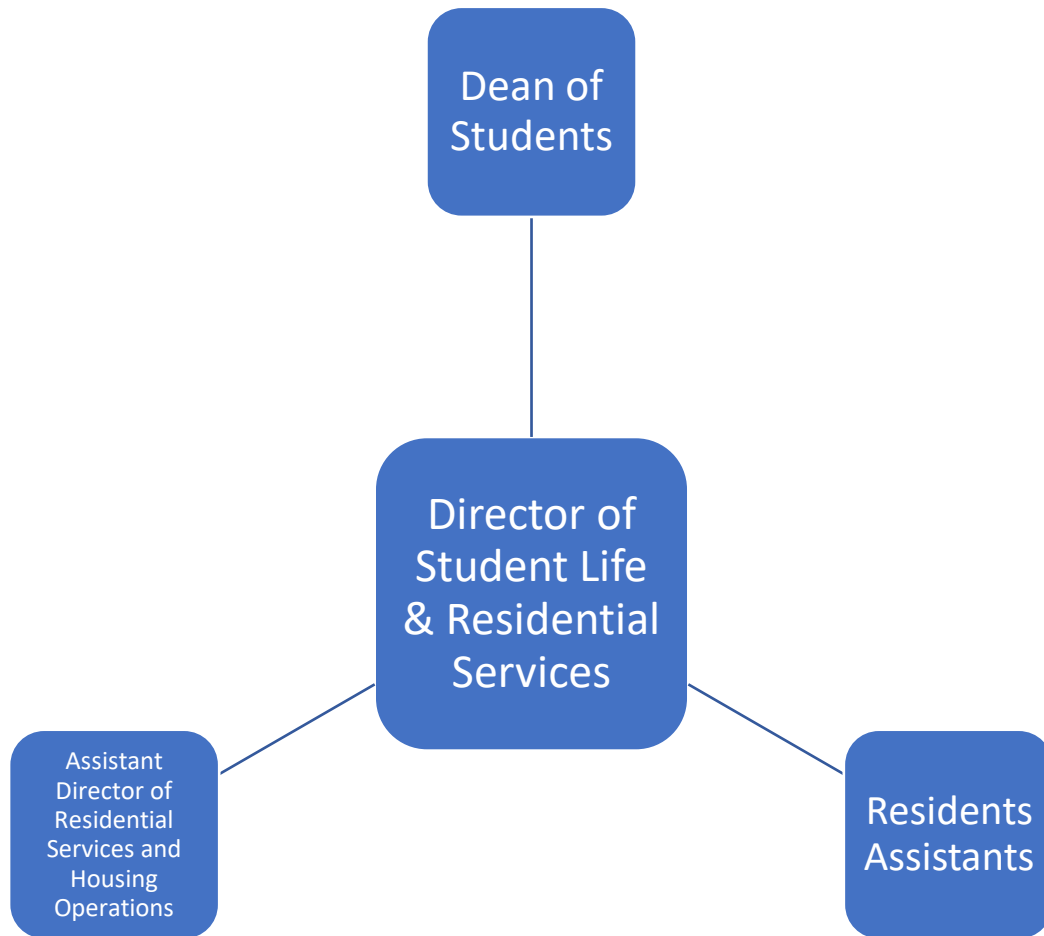 Dean of
Students
Director of
Student Life
& Residential
Services
Assistant
Director of
Residential
Services and
Housing
Operations
Residents
Assistants